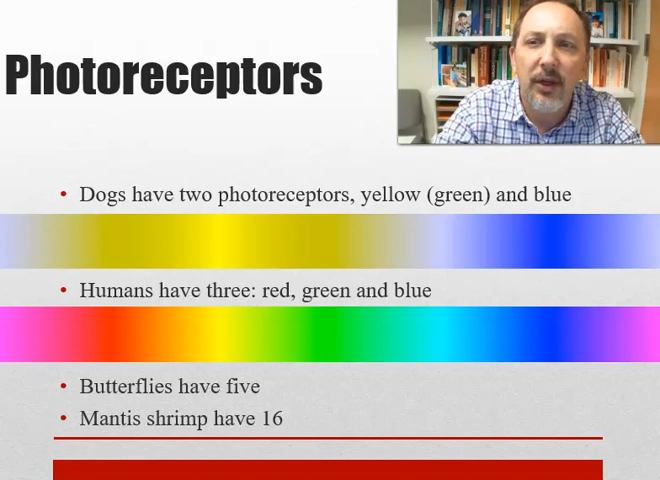 Photoreceptors
Dogs have two photoreceptors, yellow (green) and blue
Humans have three: red, green and blue
Butterflies have five
Mantis shrimp have 16